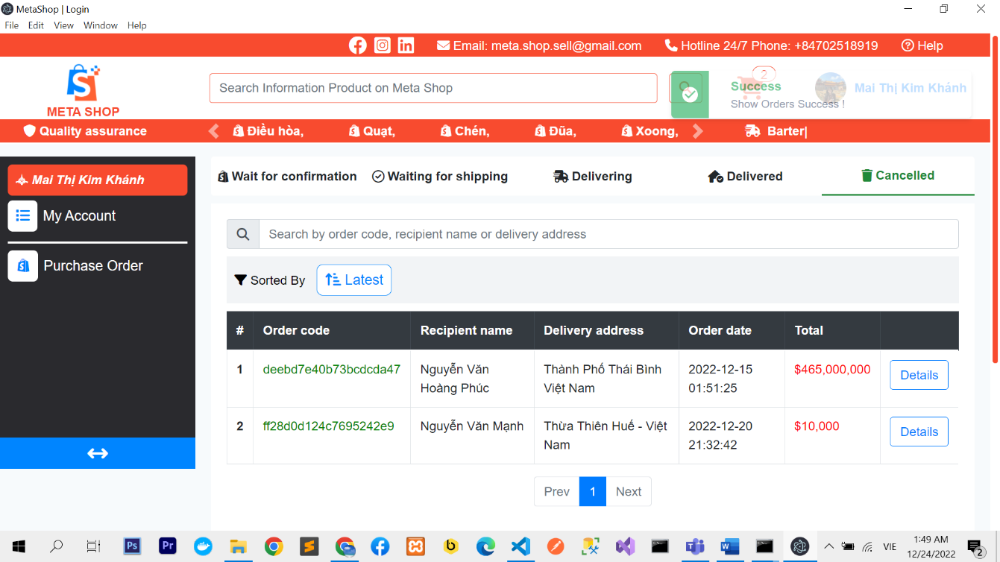 MetaShop | Login
File Edit View Window Help
Email: meta.shop.sell@gmail.com Hotline 24/7 Phone: +84702518919 Help
META SHOP
Search Information Product on Meta Shop
2
Success
Show Orders Success !
Mai Thị Kim Khánh
Quality assurance Điều hòa, Quạt, Chén, Đũa, Xoong, Barter|
Mai Thị Kim Khánh
My Account
Purchase Order
Wait for confirmation Waiting for shipping Delivering Delivered Cancelled
Search by order code, recipient name or delivery address
Sorted By Latest
# Order code Recipient name Delivery address Order date Total
1 deebd7e40b73bcdcda47 Nguyễn Văn Hoàng Phúc Thành Phố Thái Bình Việt Nam 2022-12-15 01:51:25 $465,000,000 Details
2 ff28d0d124c7695242e9 Nguyễn Văn Mạnh Thừa Thiên Huế - Việt Nam 2022-12-20 21:32:42 $10,000 Details
Prev 1 Next
VIE
1:49 AM
12/24/2022
2